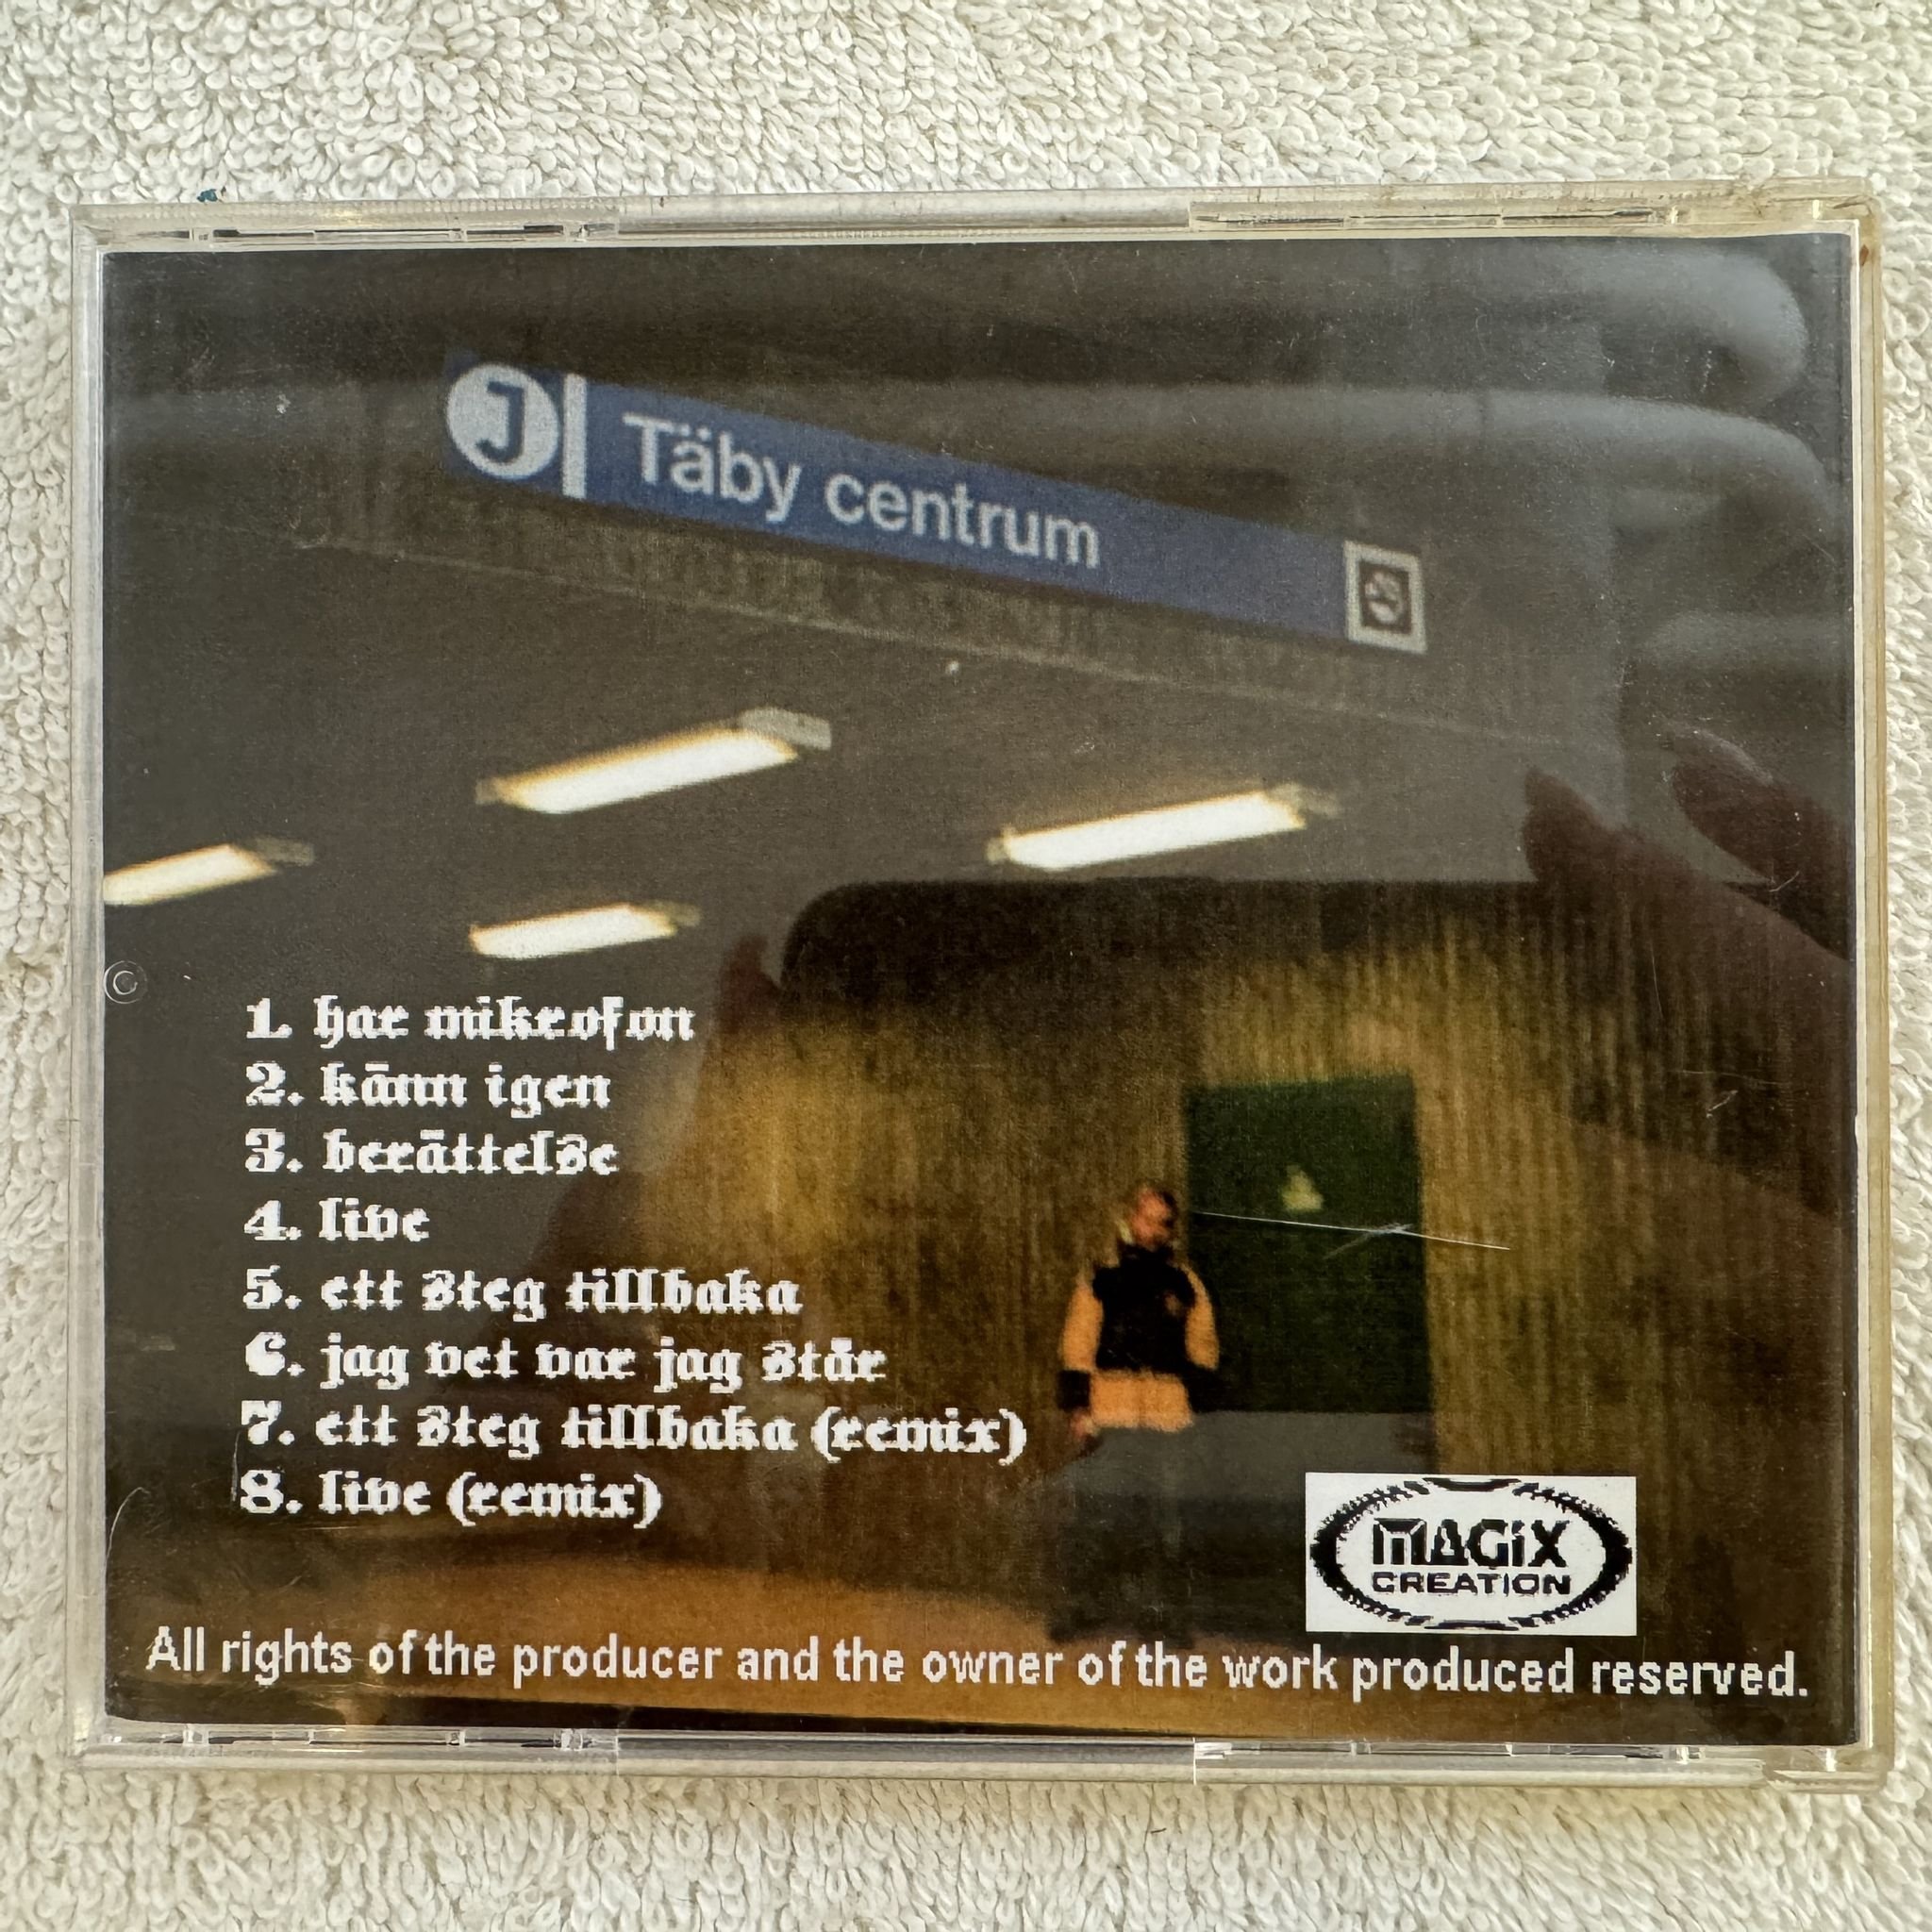 J Täby centrum
©
1. har mikrofon
2. känn igen
3. berättelse
4. live
5. ett steg tillbaka
6. jag vet var jag står
7. ett steg tillbaka (remix)
8. live (remix)
MAGiX
CREATION
All rights of the producer and the owner of the work produced reserved.